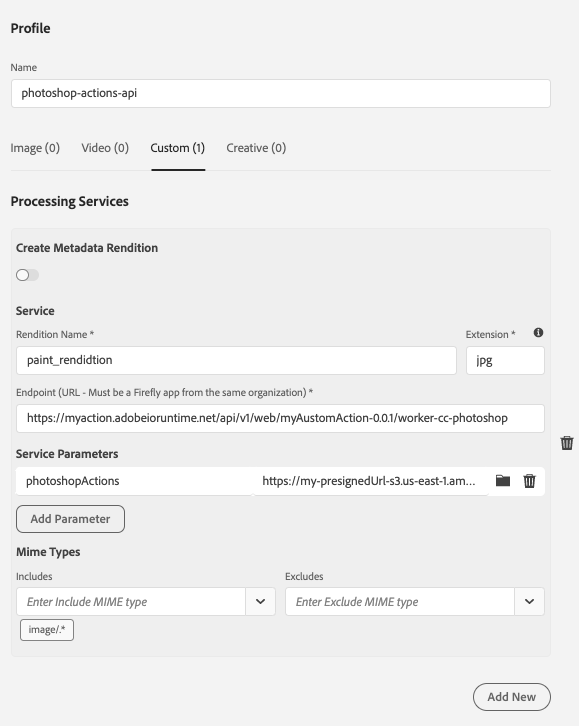 Profile
Name
photoshop-actions-api
Image (0) Video (0) Custom (1) Creative (0)
Processing Services
Create Metadata Rendition
Service
Rendition Name * Extension *
paint_rendidtion jpg
Endpoint (URL - Must be a Firefly app from the same organization) *
https://myaction.adobeioruntime.net/api/v1/web/myAustomAction-0.0.1/worker-cc-photoshop
Service Parameters
photoshopActions https://my-presignedUrl-s3.us-east-1.am...
Add Parameter
Mime Types
Includes Excludes
Enter Include MIME type Enter Exclude MIME type
image/.*
Add New